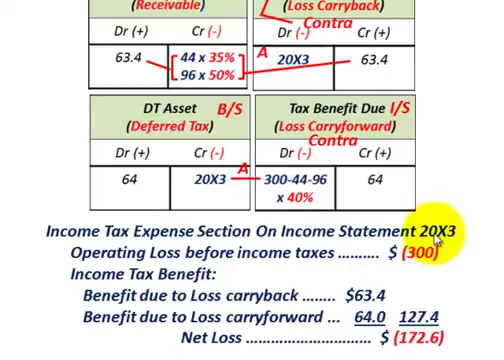 (Receivable) (Loss Carryback)
Contra
Dr (+) Cr (-) Dr (-) Cr (+)
63.4 44 x 35% A 20X3 63.4
96 x 50%
DT Asset B/S Tax Benefit Due I/S
(Deferred Tax) (Loss Carryforward)
Contra
Dr (+) Cr (-) Dr (-) Cr (+)
64 20X3 A 300-44-96 64
x 40%
Income Tax Expense Section On Income Statement 20X3
Operating Loss before income taxes .......... $ (300)
Income Tax Benefit:
Benefit due to Loss carryback ........ $63.4
Benefit due to Loss carryforward ... 64.0 127.4
Net Loss ................................ $ (172.6)